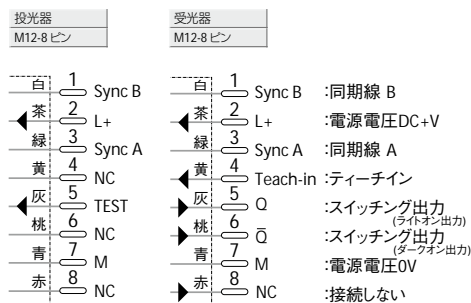 投光器
M12-8 ピン
白 1 Sync B
茶 2 L+
緑 3 Sync A
黄 4 NC
灰 5 TEST
桃 6 NC
青 7 M
赤 8 NC
受光器
M12-8 ピン
白 1 Sync B :同期線 B
茶 2 L+ :電源電圧DC+V
緑 3 Sync A :同期線 A
黄 4 Teach-in :ティーチイン
灰 5 Q :スイッチング出力
(ライトオン出力)
桃 6 Q̅ :スイッチング出力
(ダークオン出力)
青 7 M :電源電圧0V
赤 8 NC :接続しない